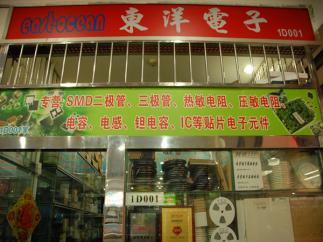 eastocean
東洋電子
1D001
专营:SMD二极管、三极管、热敏电阻、压敏电阻、
电容、电感、钽电容、IC等贴片电子元件
1D001